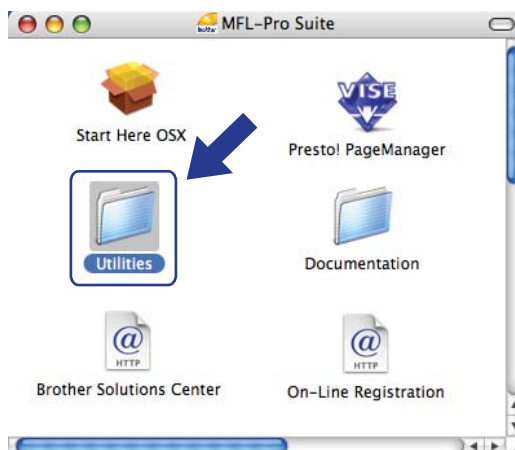 MFL-Pro Suite
Start Here OSX
VISE
Presto! PageManager
Utilities
Documentation
@
HTTP
@
HTTP
Brother Solutions Center
On-Line Registration